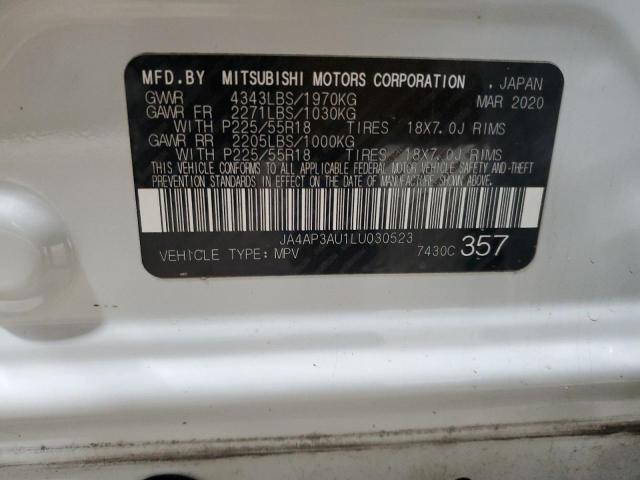 MFD.BY MITSUBISHI MOTORS CORPORATION , JAPAN
GVWR 4343LBS/1970KG MAR 2020
GAWR FR 2271LBS/1030KG
WITH P225/55R18 TIRES 18X7.0J RIMS
GAWR RR 2205LBS/1000KG
WITH P225/55R18 TIRES 18X7.0J RIMS
THIS VEHICLE CONFORMS TO ALL APPLICABLE FEDERAL MOTOR VEHICLE SAFETY AND THEFT
PREVENTION STANDARDS IN EFFECT ON THE DATE OF MANUFACTURE SHOWN ABOVE.
JA4AP3AU1LU030523
VEHICLE TYPE: MPV 7430C 357